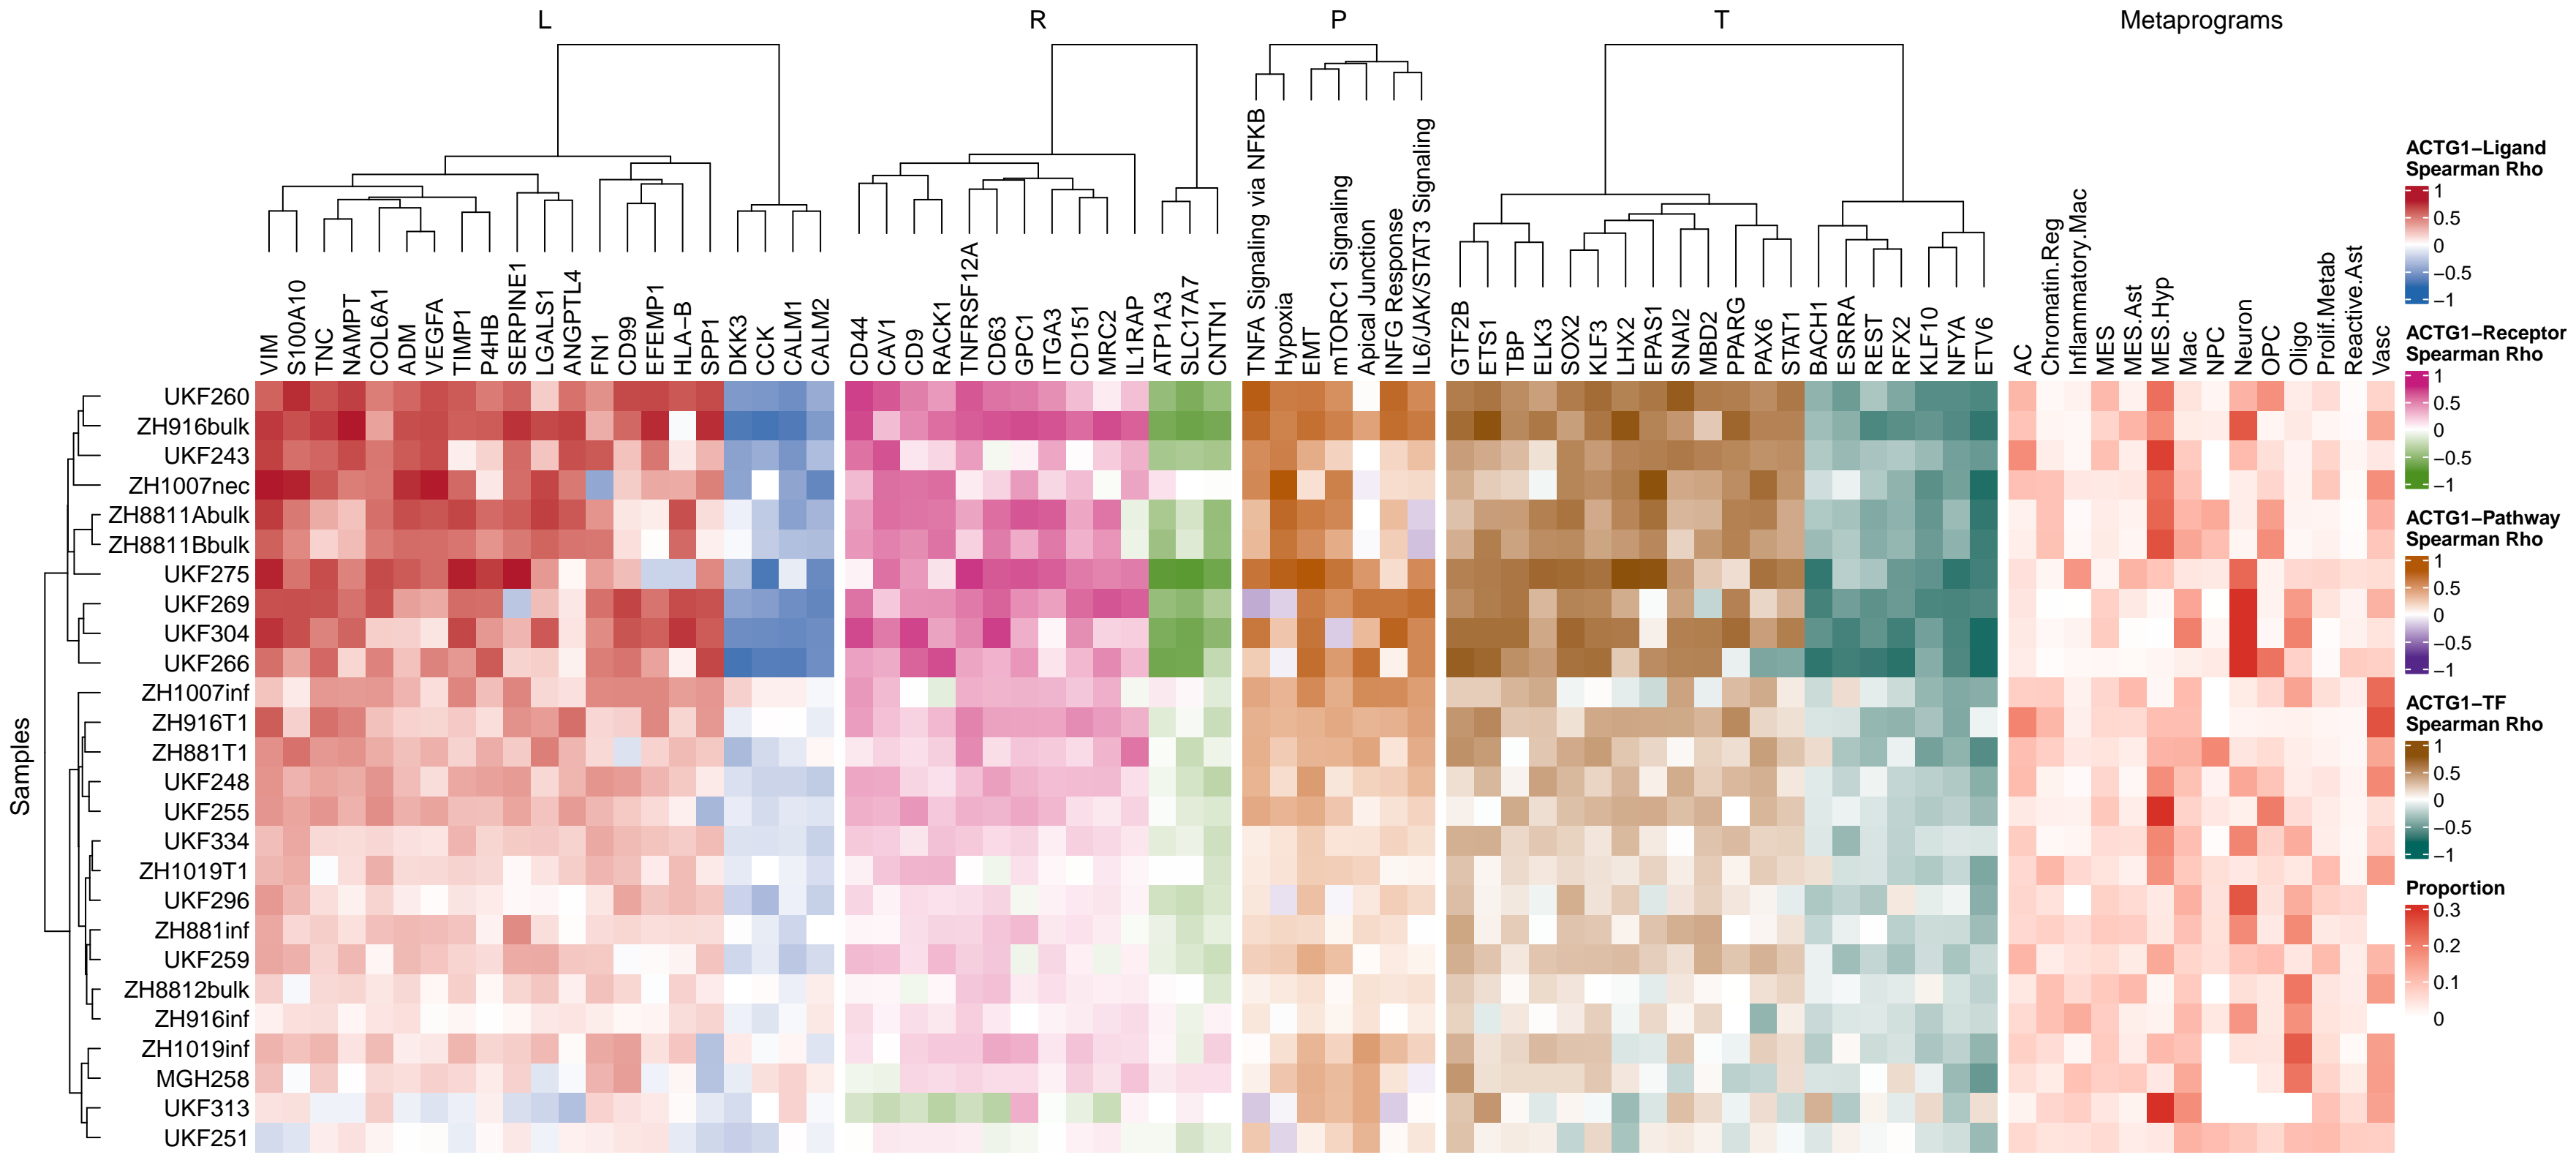 L
R
P
T
Metaprograms
VIM
S100A10
TNC
NAMPT
COL6A1
ADM
VEGFA
TIMP1
P4HB
SERPINE1
LGALS1
ANGPTL4
FN1
CD99
EFEMP1
HLA−B
SPP1
DKK3
CCK
CALM1
CALM2
CD44
CAV1
CD9
RACK1
TNFRSF12A
CD63
GPC1
ITGA3
CD151
MRC2
IL1RAP
ATP1A3
SLC17A7
CNTN1
TNFA Signaling via NFKB
Hypoxia
EMT
mTORC1 Signaling
Apical Junction
INFG Response
IL6/JAK/STAT3 Signaling
GTF2B
ETS1
TBP
ELK3
SOX2
KLF3
LHX2
EPAS1
SNAI2
MBD2
PPARG
PAX6
STAT1
BACH1
ESRRA
REST
RFX2
KLF10
NFYA
ETV6
AC
Chromatin.Reg
Inflammatory.Mac
MES
MES.Ast
MES.Hyp
Mac
NPC
Neuron
OPC
Oligo
Prolif.Metab
Reactive.Ast
Vasc
Samples
UKF260
ZH916bulk
UKF243
ZH1007nec
ZH8811Abulk
ZH8811Bbulk
UKF275
UKF269
UKF304
UKF266
ZH1007inf
ZH916T1
ZH881T1
UKF248
UKF255
UKF334
ZH1019T1
UKF296
ZH881inf
UKF259
ZH8812bulk
ZH916inf
ZH1019inf
MGH258
UKF313
UKF251
ACTG1−Ligand
Spearman Rho
1
0.5
0
−0.5
−1
ACTG1−Receptor
Spearman Rho
1
0.5
0
−0.5
−1
ACTG1−Pathway
Spearman Rho
1
0.5
0
−0.5
−1
ACTG1−TF
Spearman Rho
1
0.5
0
−0.5
−1
Proportion
0.3
0.2
0.1
0